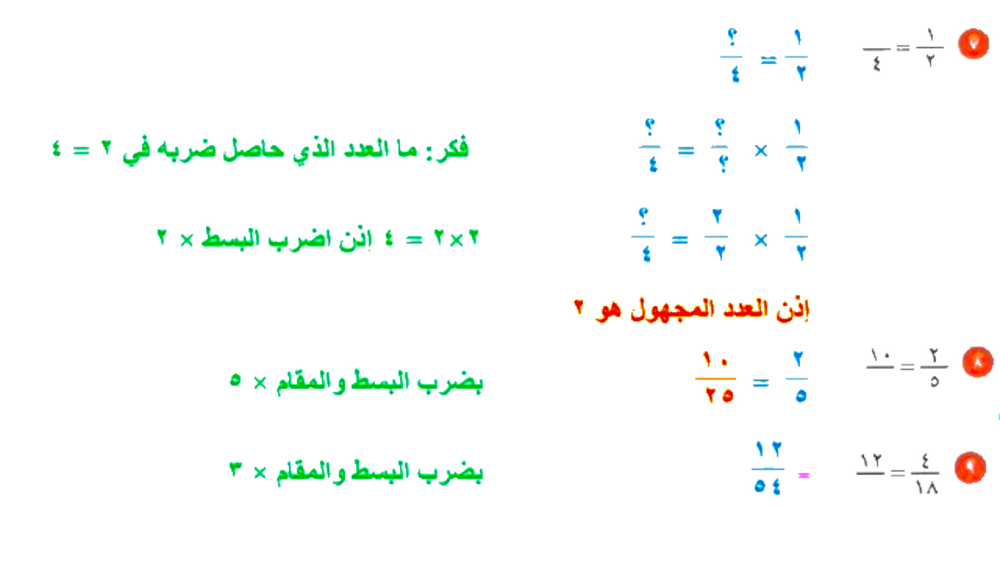 ٧ ١/٢ = /٤ ١/٢ = ؟/٤
١/٢ × ؟/؟ = ؟/٤ فكر: ما العدد الذي حاصل ضربه في ٢ = ٤
١/٢ × ٢/٢ = ؟/٤ ٢×٢ = ٤ إذن اضرب البسط × ٢
إذن العدد المجهول هو ٢
٨ ٢/٥ = ١٠/ ٢/٥ = ١٠/٢٥ بضرب البسط والمقام × ٥
٩ ٤/١٨ = ١٢/ = ١٢/٥٤ بضرب البسط والمقام × ٣